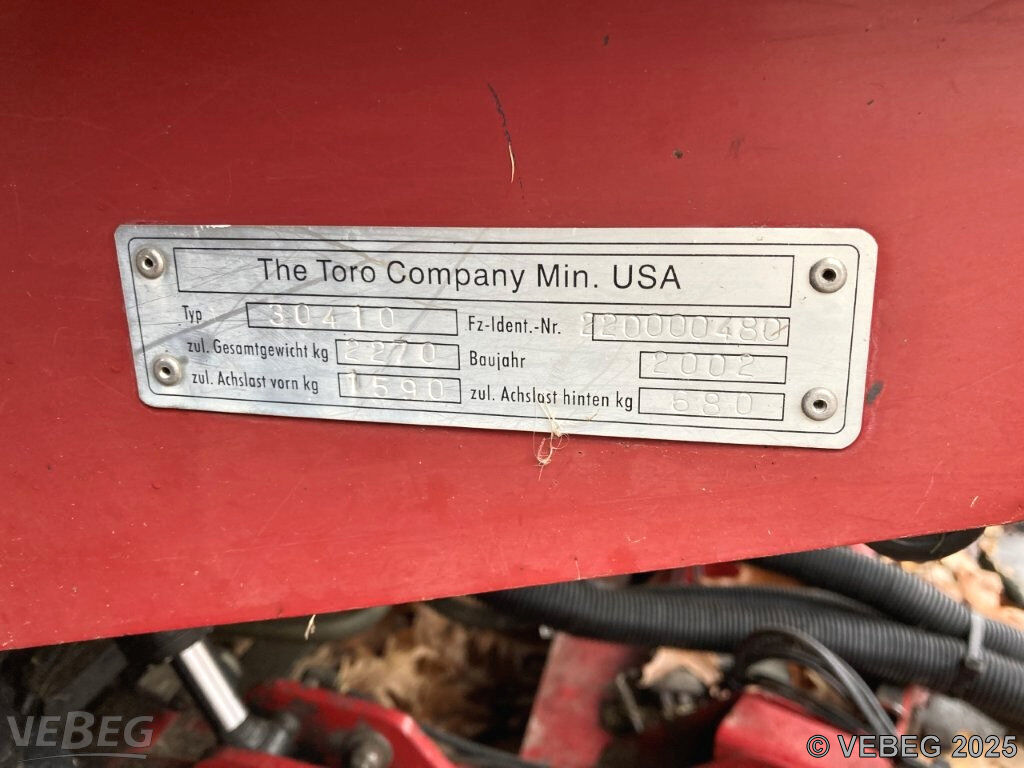 The Toro Company Min. USA
Typ 30410 Fz-Ident.-Nr. 220000480
zul. Gesamtgewicht kg 2270 Baujahr 2002
zul. Achslast vorn kg 1590 zul. Achslast hinten kg 680
VEBEG
© VEBEG 2025